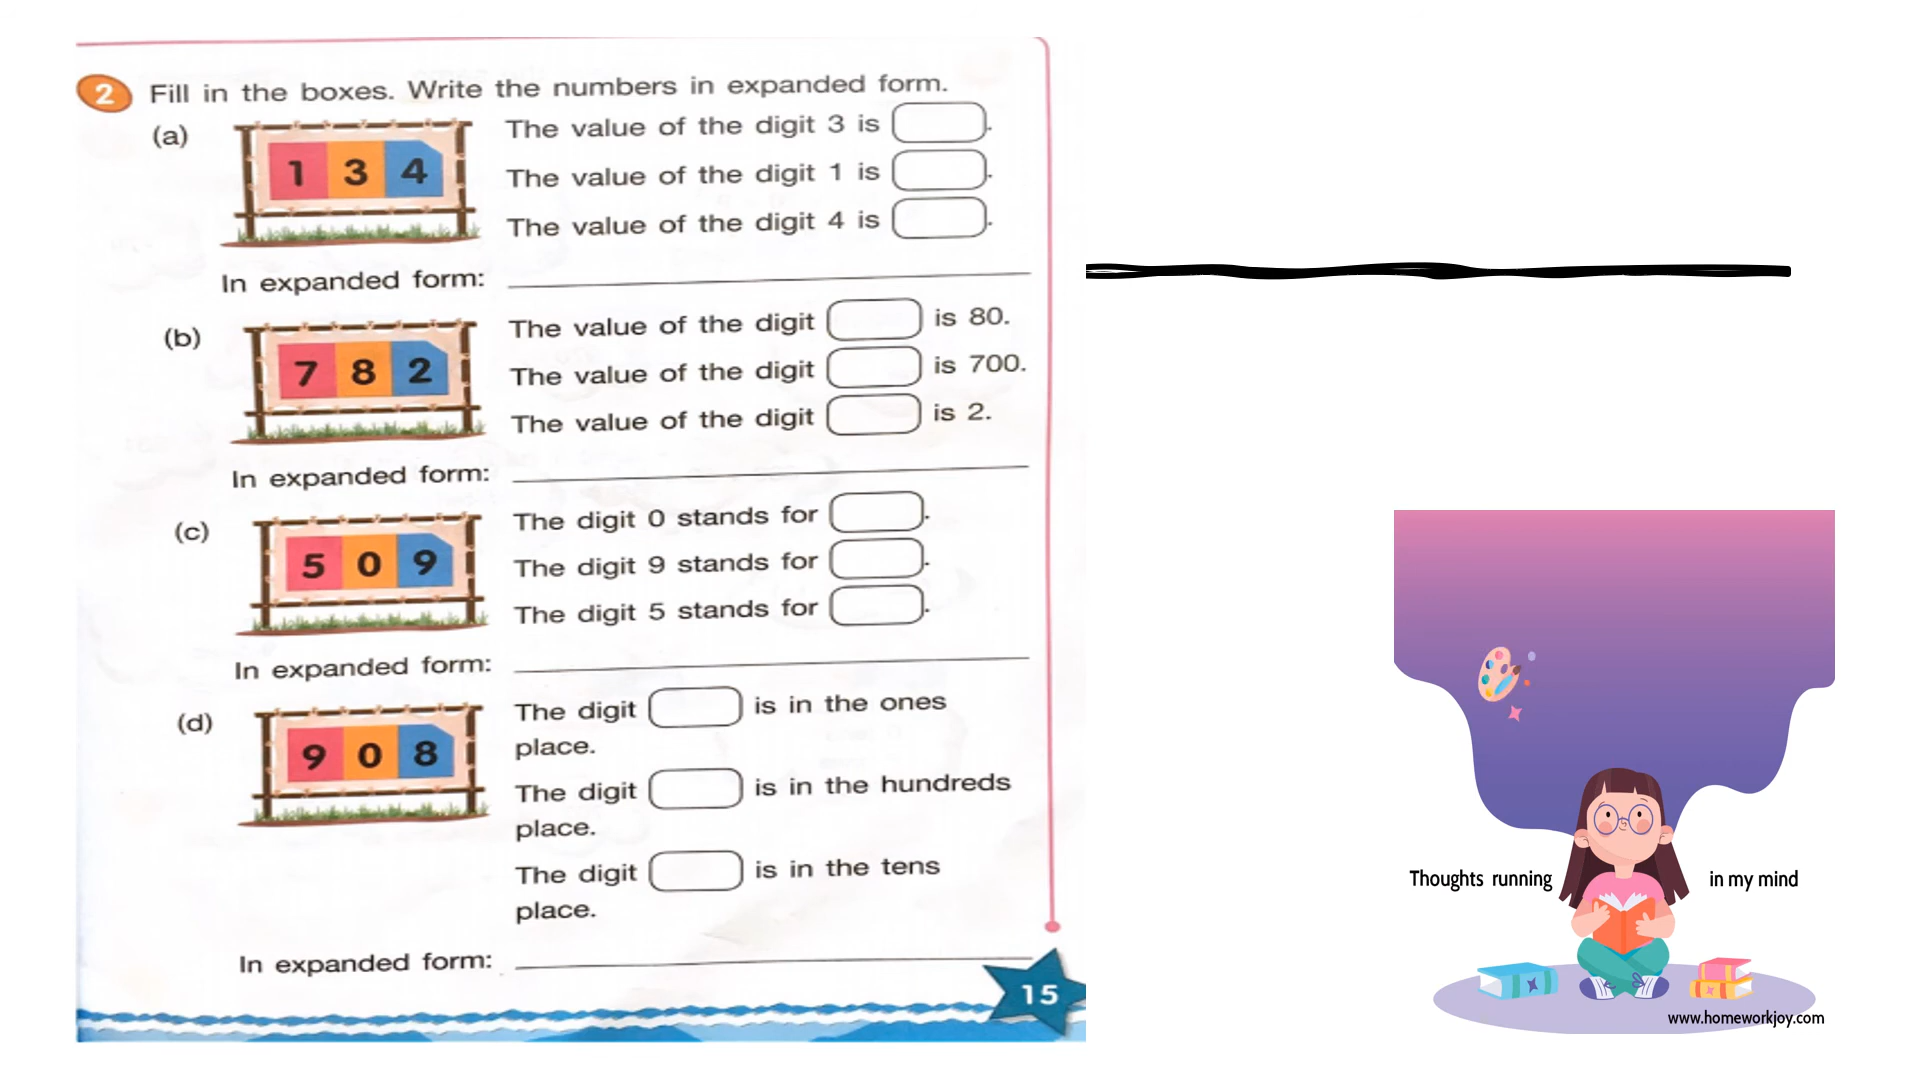 2 Fill in the boxes. Write the numbers in expanded form.
(a)
1 3 4
The value of the digit 3 is .
The value of the digit 1 is .
The value of the digit 4 is .
In expanded form:
(b)
7 8 2
The value of the digit is 80.
The value of the digit is 700.
The value of the digit is 2.
In expanded form:
(c)
5 0 9
The digit 0 stands for .
The digit 9 stands for .
The digit 5 stands for .
In expanded form:
(d)
9 0 8
The digit is in the ones
place.
The digit is in the hundreds
place.
The digit is in the tens
place.
In expanded form:
15
Thoughts running in my mind
www.homeworkjoy.com